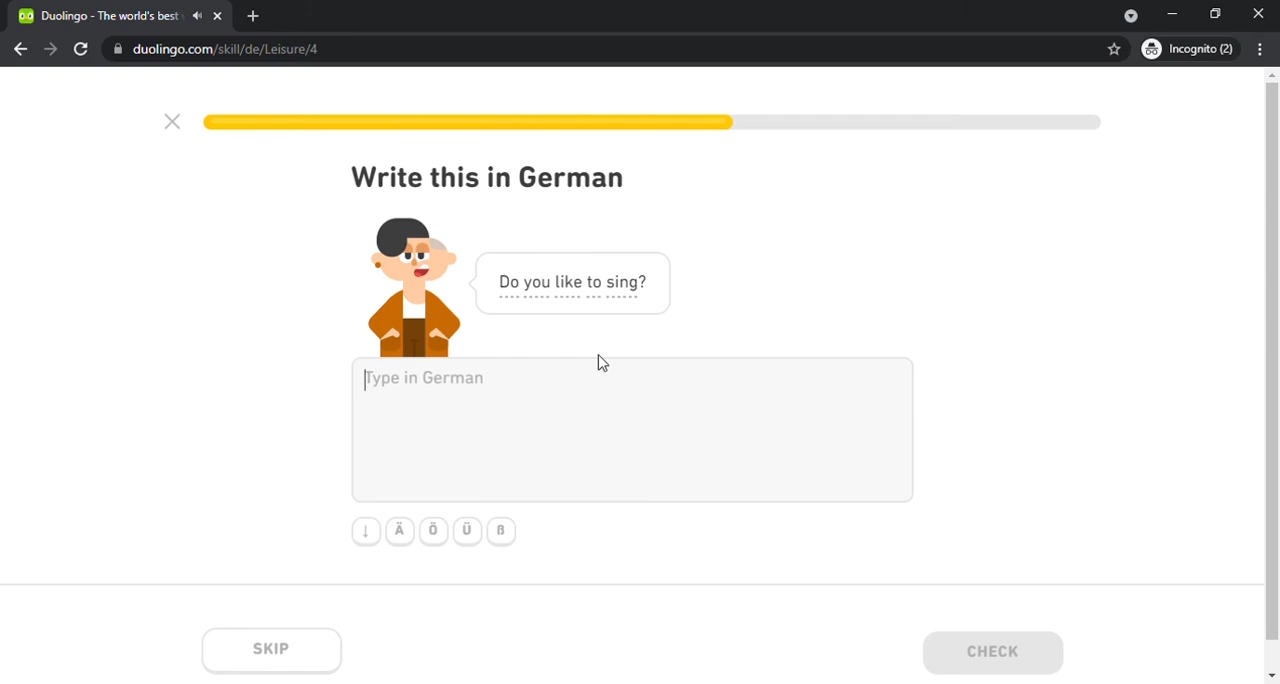 Duolingo - The world's best
duolingo.com/skill/de/Leisure/4
Incognito (2)
Write this in German
Do you like to sing?
Type in German
↓ Ä Ö Ü ß
SKIP
CHECK